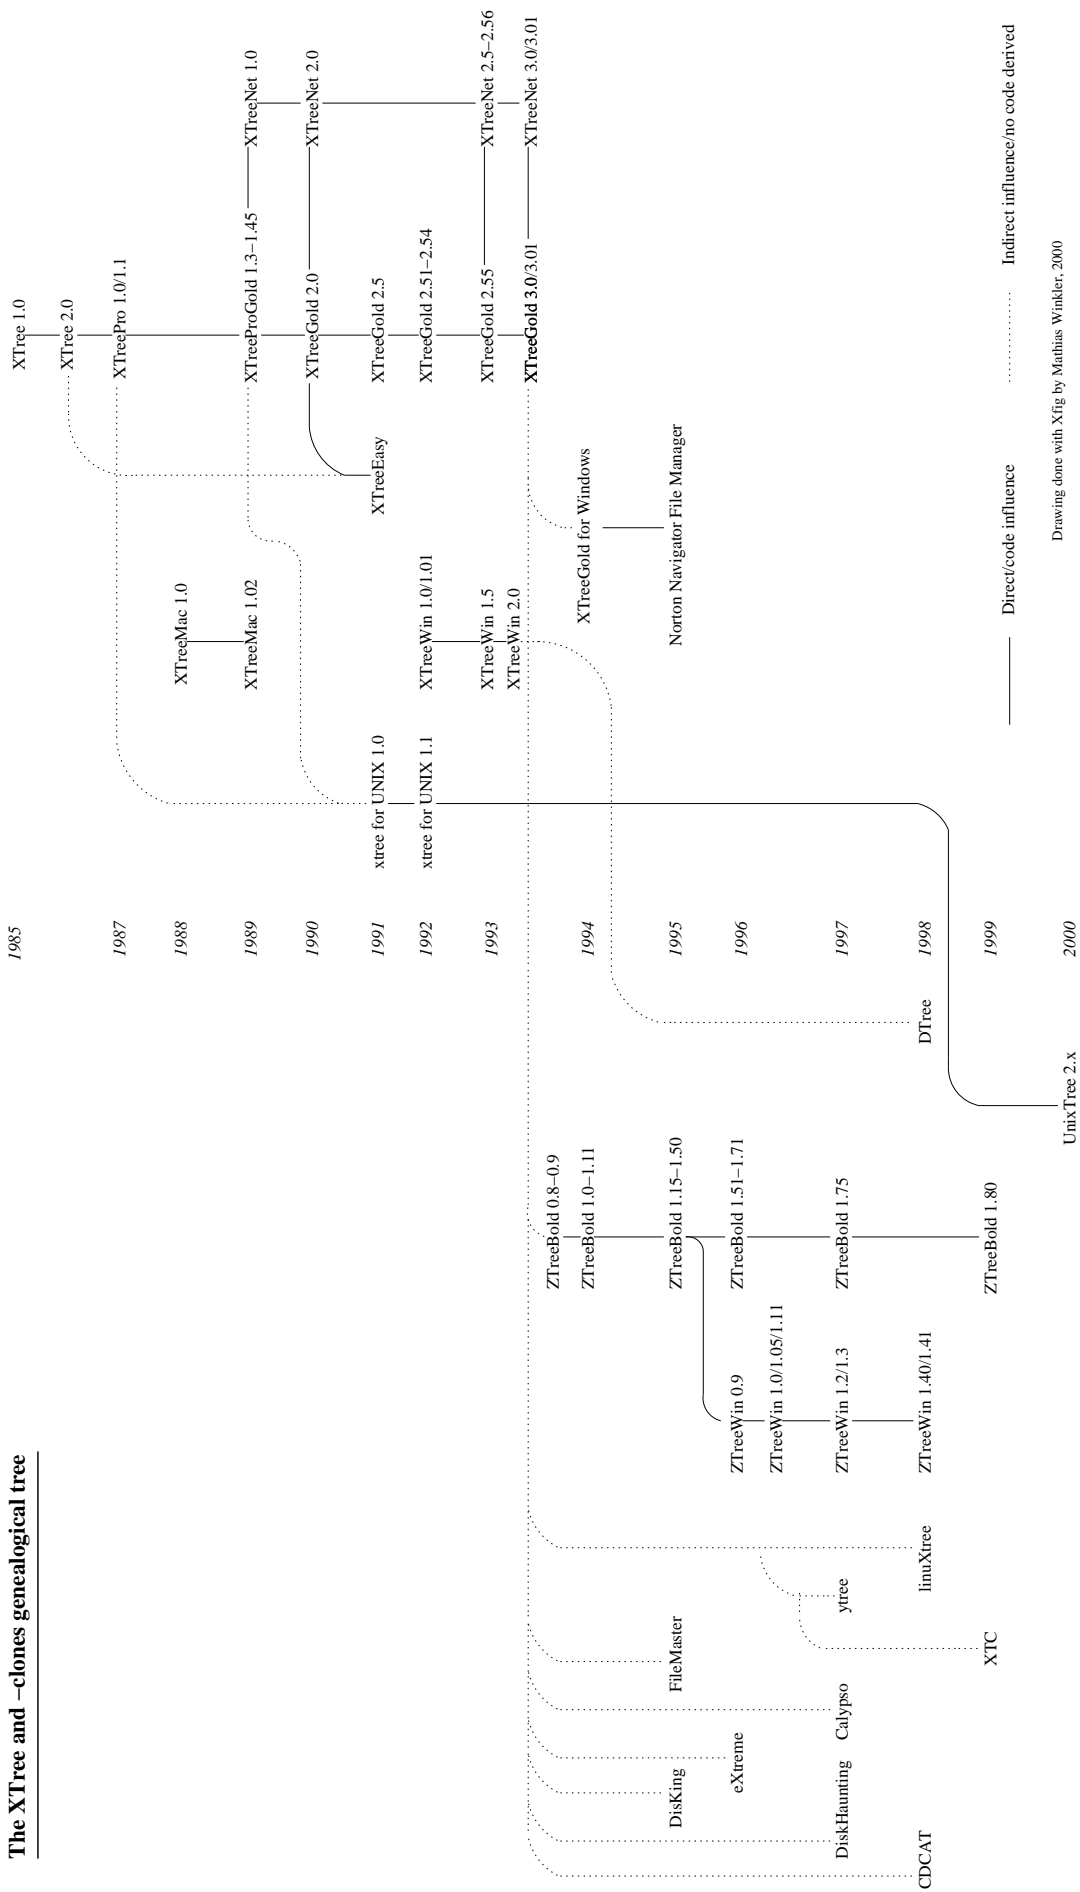 The XTree and −clones genealogical tree
1985
1987
1988
1989
1990
1991
1992
1993
1994
1995
1996
1997
1998
1999
2000
XTree 1.0
XTree 2.0
XTreePro 1.0/1.1
XTreeProGold 1.3−1.45
XTreeGold 2.0
XTreeGold 2.5
XTreeGold 2.51−2.54
XTreeGold 2.55
XTreeGold 3.0/3.01
XTreeNet 1.0
XTreeNet 2.0
XTreeNet 2.5−2.56
XTreeNet 3.0/3.01
XTreeEasy
XTreeGold for Windows
Norton Navigator File Manager
XTreeMac 1.0
XTreeMac 1.02
XTreeWin 1.0/1.01
XTreeWin 1.5
XTreeWin 2.0
xtree for UNIX 1.0
xtree for UNIX 1.1
DTree
UnixTree 2.x
ZTreeBold 0.8−0.9
ZTreeBold 1.0−1.11
ZTreeBold 1.15−1.50
ZTreeBold 1.51−1.71
ZTreeBold 1.75
ZTreeBold 1.80
ZTreeWin 0.9
ZTreeWin 1.0/1.05/1.11
ZTreeWin 1.2/1.3
ZTreeWin 1.40/1.41
linuXtree
ytree
XTC
FileMaster
Calypso
eXtreme
DisKing
DiskHaunting
CDCAT
Direct/code influence
Indirect influence/no code derived
Drawing done with Xfig by Mathias Winkler, 2000